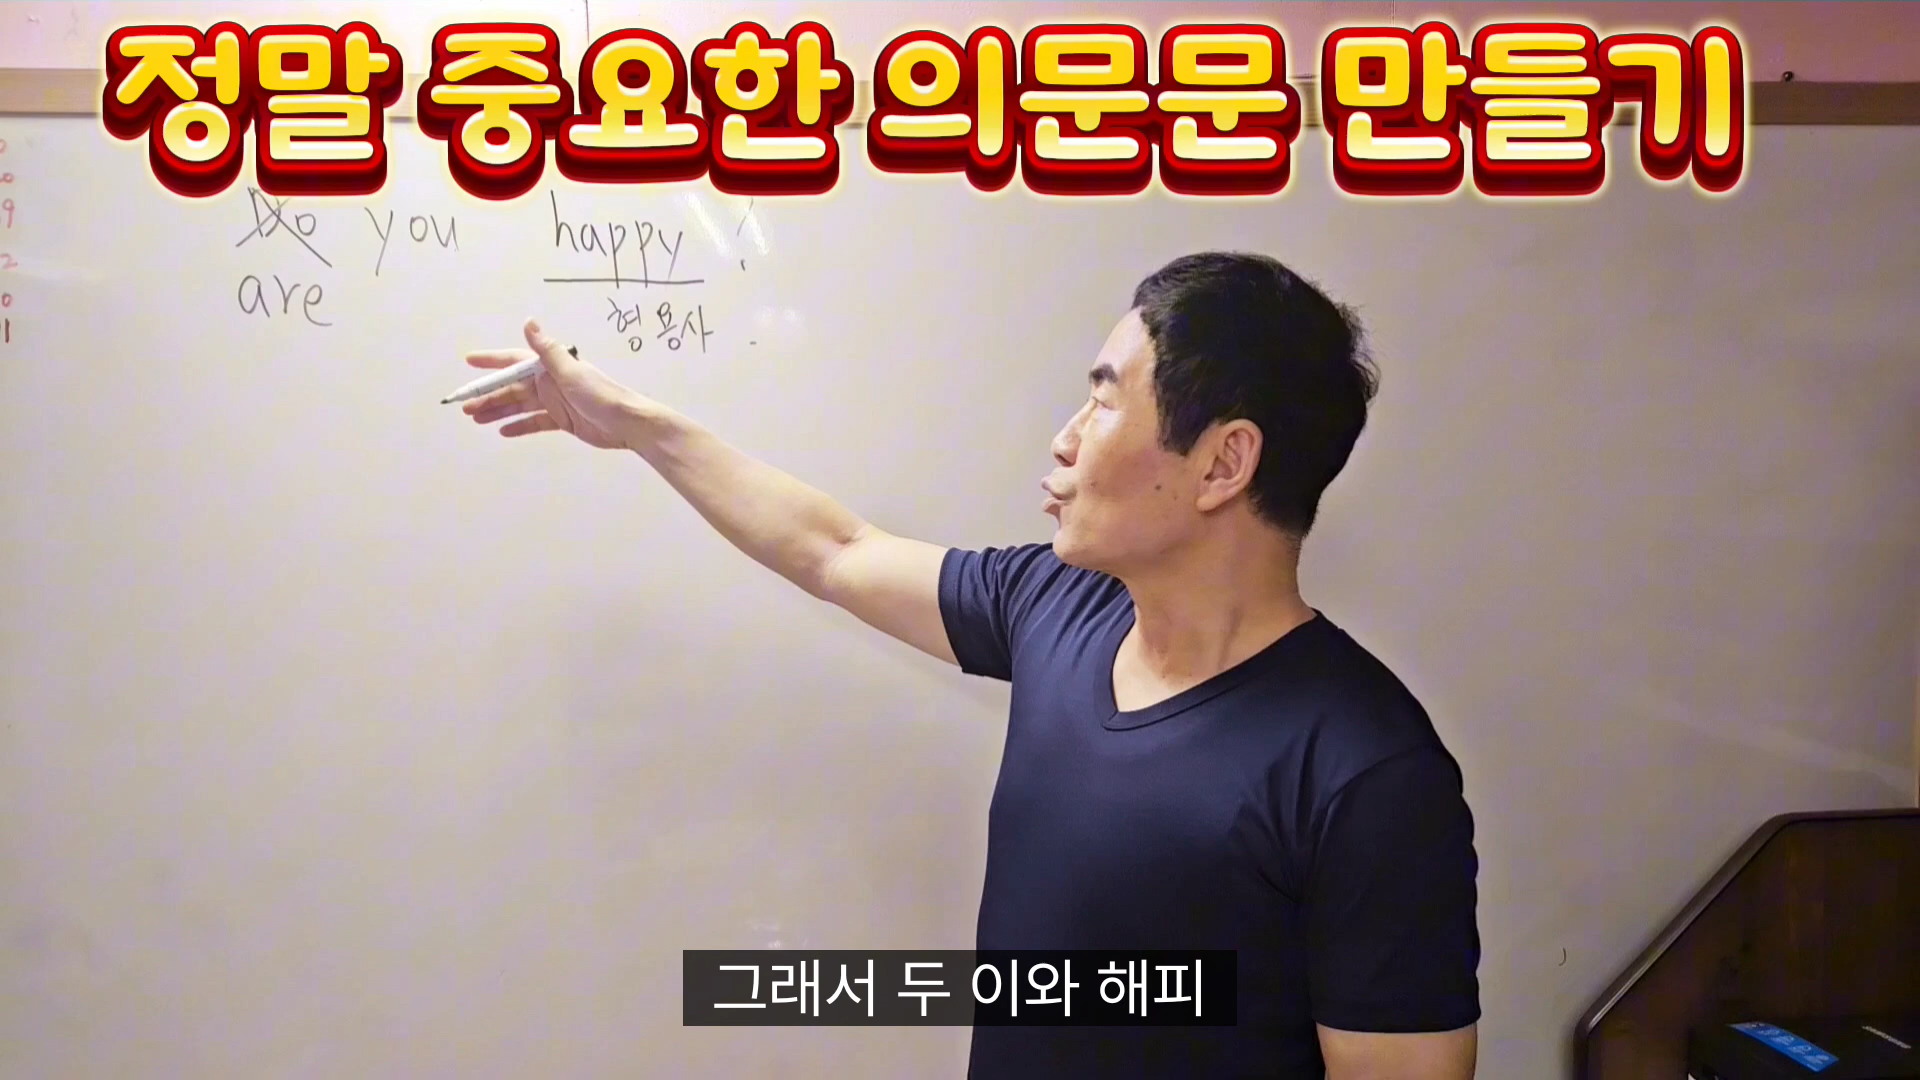 정말 중요한 의문문 만들기
Do you happy ?
are
형용사
그래서 두 이와 해피